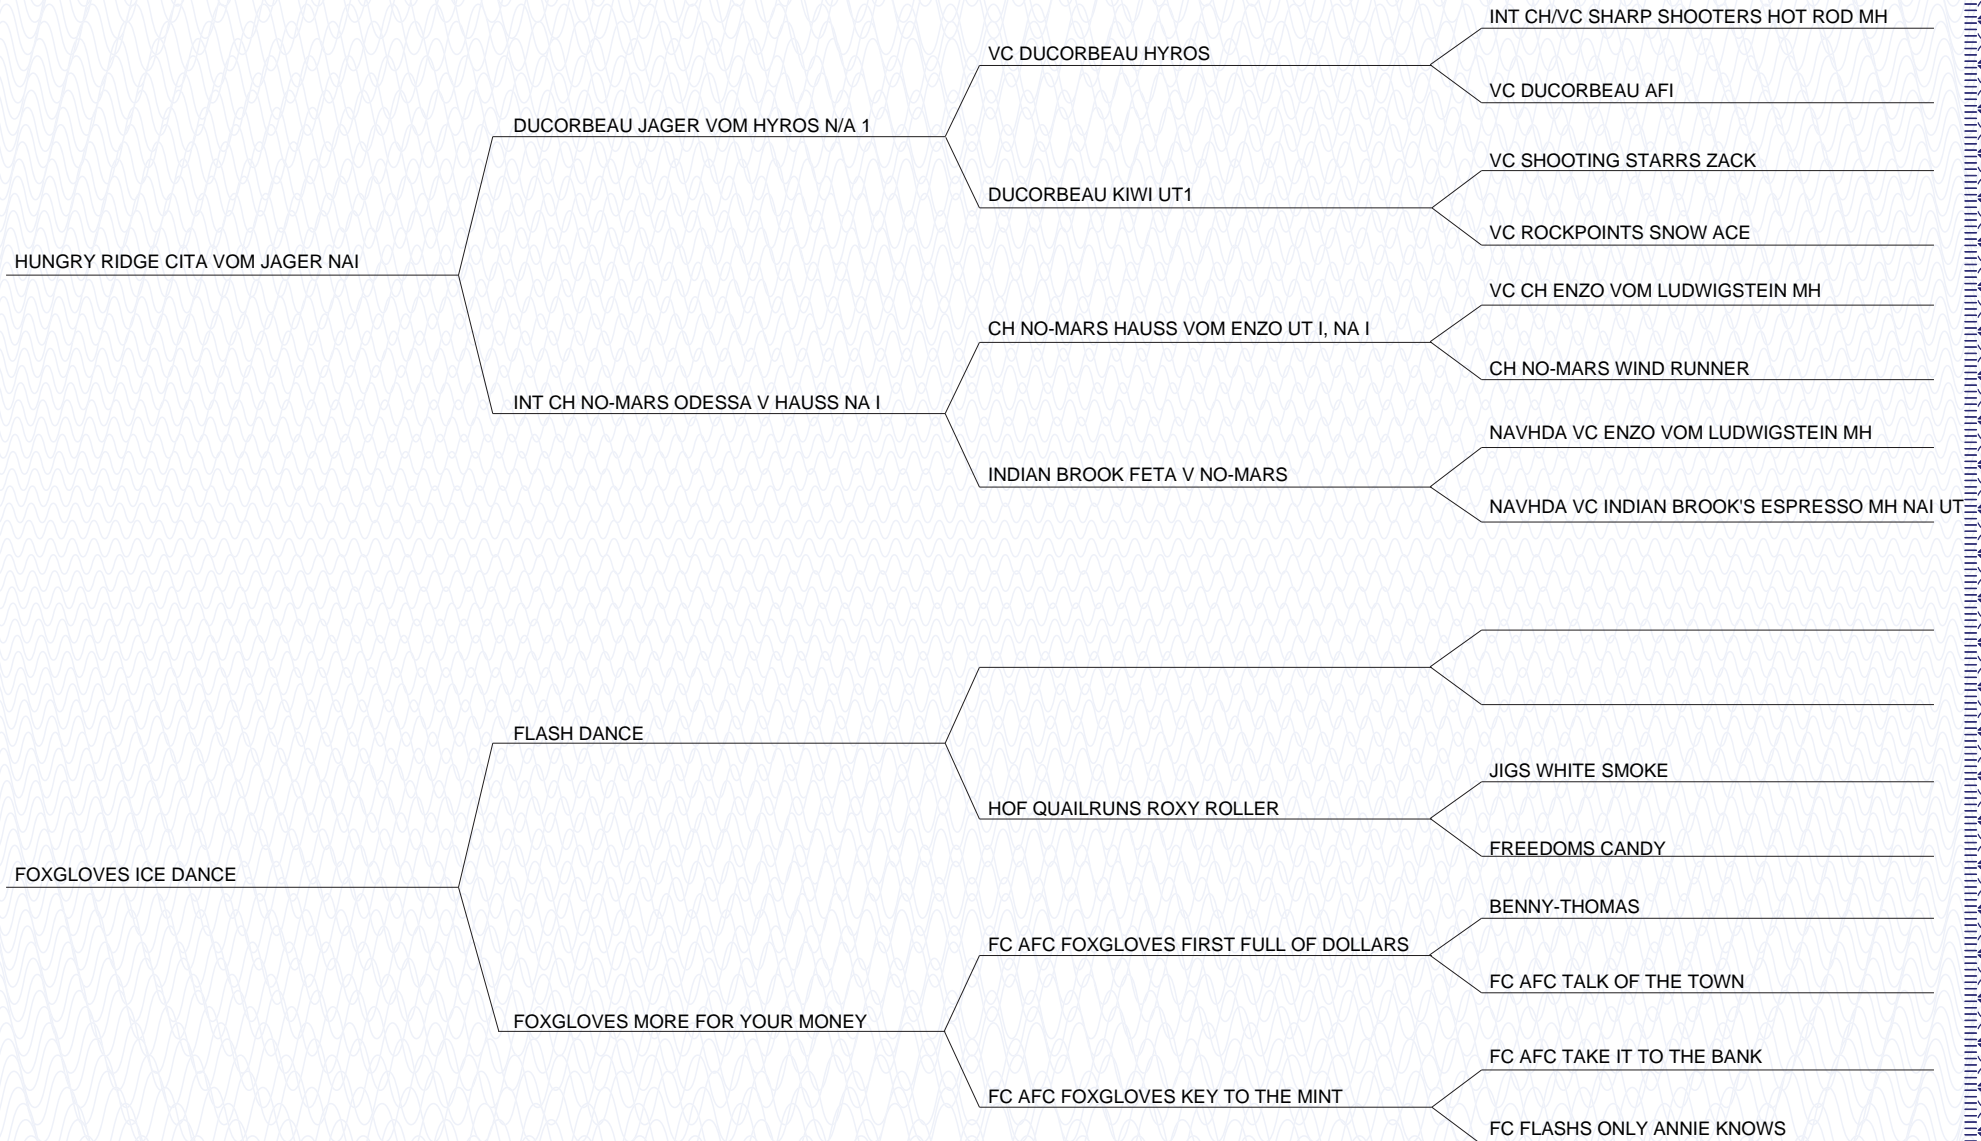 INT CH/VC SHARP SHOOTERS HOT ROD MH
VC DUCORBEAU HYROS
VC DUCORBEAU AFI
DUCORBEAU JAGER VOM HYROS N/A 1
VC SHOOTING STARRS ZACK
DUCORBEAU KIWI UT1
VC ROCKPOINTS SNOW ACE
HUNGRY RIDGE CITA VOM JAGER NAI
VC CH ENZO VOM LUDWIGSTEIN MH
CH NO-MARS HAUSS VOM ENZO UT I, NA I
CH NO-MARS WIND RUNNER
INT CH NO-MARS ODESSA V HAUSS NA I
NAVHDA VC ENZO VOM LUDWIGSTEIN MH
INDIAN BROOK FETA V NO-MARS
NAVHDA VC INDIAN BROOK'S ESPRESSO MH NAI UT
FLASH DANCE
JIGS WHITE SMOKE
HOF QUAILRUNS ROXY ROLLER
FREEDOMS CANDY
FOXGLOVES ICE DANCE
BENNY-THOMAS
FC AFC FOXGLOVES FIRST FULL OF DOLLARS
FC AFC TALK OF THE TOWN
FOXGLOVES MORE FOR YOUR MONEY
FC AFC TAKE IT TO THE BANK
FC AFC FOXGLOVES KEY TO THE MINT
FC FLASHS ONLY ANNIE KNOWS